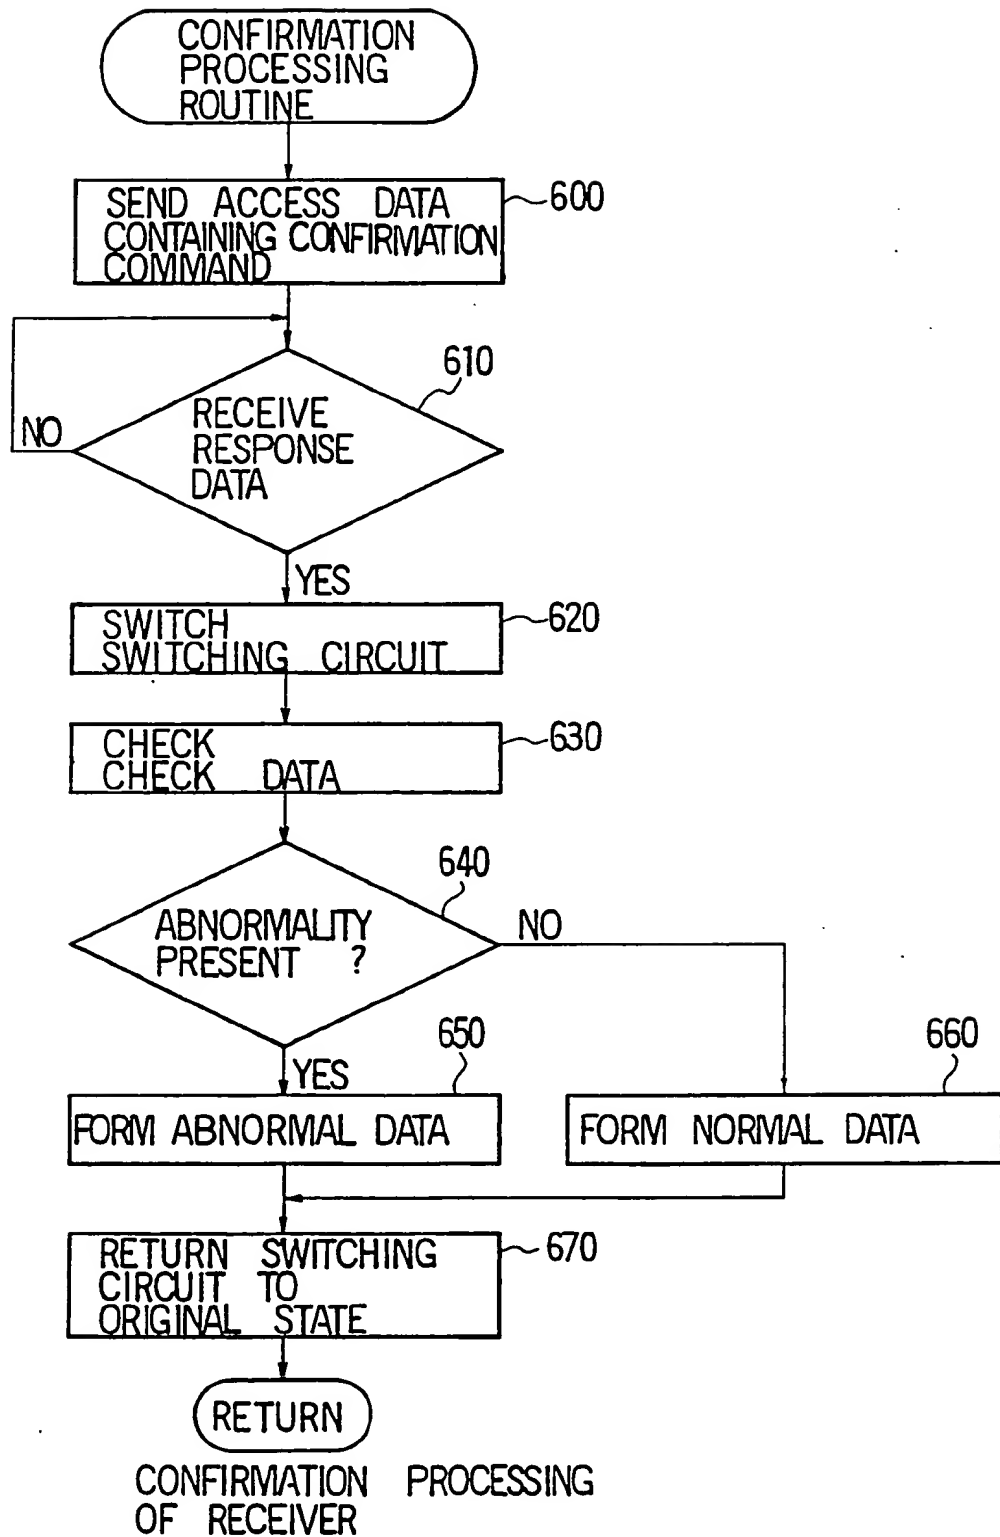 CONFIRMATION
PROCESSING
ROUTINE
SEND ACCESS DATA
CONTAINING CONFIRMATION
COMMAND
600
610
RECEIVE
RESPONSE
DATA
NO
YES
SWITCH
SWITCHING CIRCUIT
620
CHECK
CHECK DATA
630
640
ABNORMALITY
PRESENT ?
NO
YES
650
660
FORM ABNORMAL DATA
FORM NORMAL DATA
RETURN SWITCHING
CIRCUIT TO
ORIGINAL STATE
670
RETURN
CONFIRMATION PROCESSING
OF RECEIVER